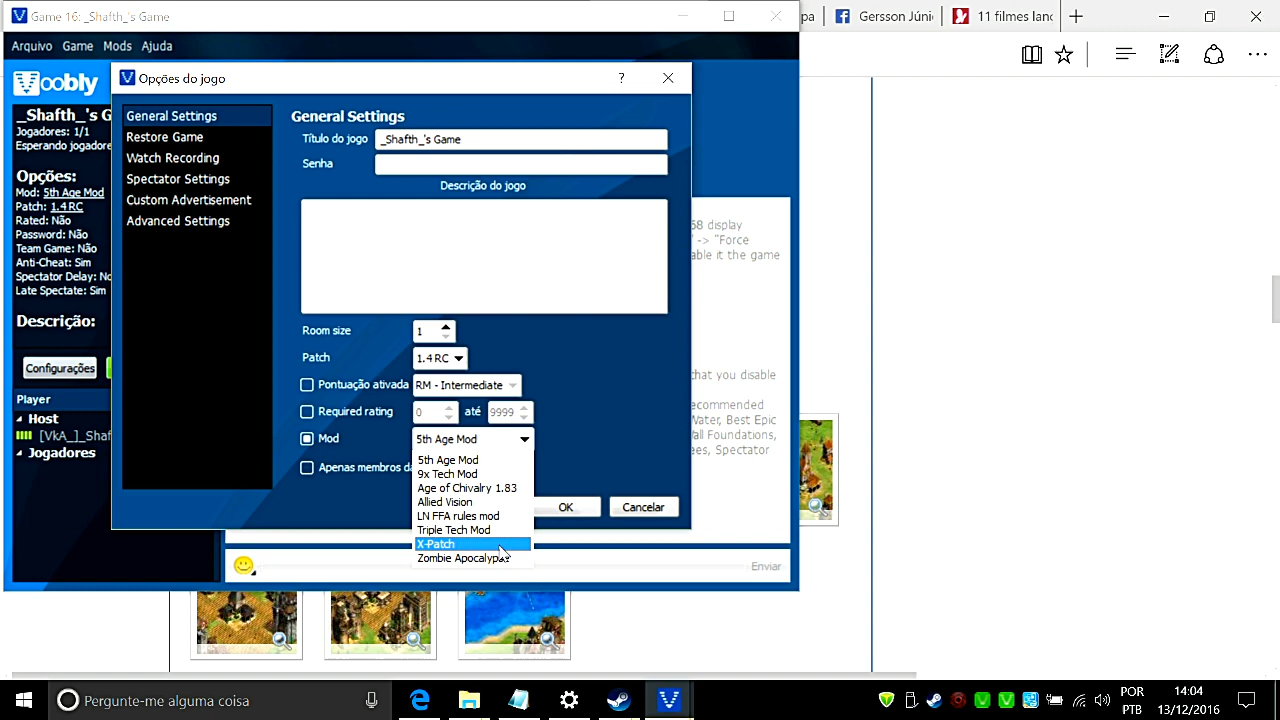 Game 16: _Shafth_'s Game
pa
Gersson Júni
11 filmes lanç
Arquivo Game Mods Ajuda
Voobly
_Shafth_'s G
Jogadores: 1/1
Esperando jogadore
Opções:
Mod: 5th Age Mod
Patch: 1.4 RC
Rated: Não
Password: Não
Team Game: Não
Anti-Cheat: Sim
Spectator Delay: No
Late Spectate: Sim
Descrição:
Configurações
Player
Host
[VkA_]_Shaf
Jogadores
Opções do jogo
General Settings
Restore Game
Watch Recording
Spectator Settings
Custom Advertisement
Advanced Settings
General Settings
Título do jogo _Shafth_'s Game
Senha
Descrição do jogo
Room size 1
Patch 1.4 RC
Pontuação ativada RM - Intermediate
Required rating 0 até 9999
Mod 5th Age Mod
Apenas membros da
5th Age Mod
9x Tech Mod
Age of Chivalry 1.83
Allied Vision
LN FFA rules mod
Triple Tech Mod
X-Patch
Zombie Apocalypse
OK Cancelar
68 display
' -> "Force
able it the game
that you disable
ecommended
Water, Best Epic
Wall Foundations,
ees, Spectator
Enviar
Pergunte-me alguma coisa
POR
PTB
14:04
13/12/2016